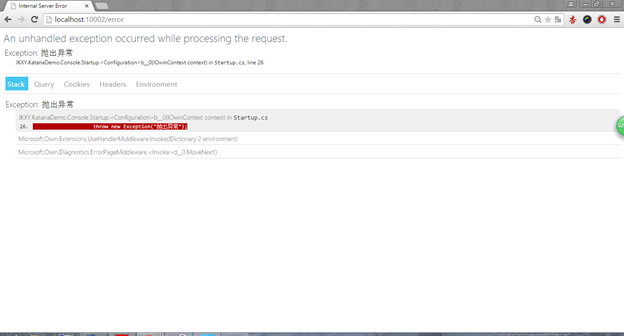 Internal Server Error
localhost:10002/error
An unhandled exception occurred while processing the request.
Exception: 抛出异常
JKXY.KatanaDemo.Console.Startup.<Configuration>b__0(IOwinContext context) in Startup.cs, line 26
Stack Query Cookies Headers Environment
Exception: 抛出异常
JKXY.KatanaDemo.Console.Startup.<Configuration>b__0(IOwinContext context) in Startup.cs
26. throw new Exception("抛出异常");
Microsoft.Owin.Extensions.UseHandlerMiddleware.Invoke(IDictionary`2 environment)
Microsoft.Owin.Diagnostics.ErrorPageMiddleware.<Invoke>d__0.MoveNext()